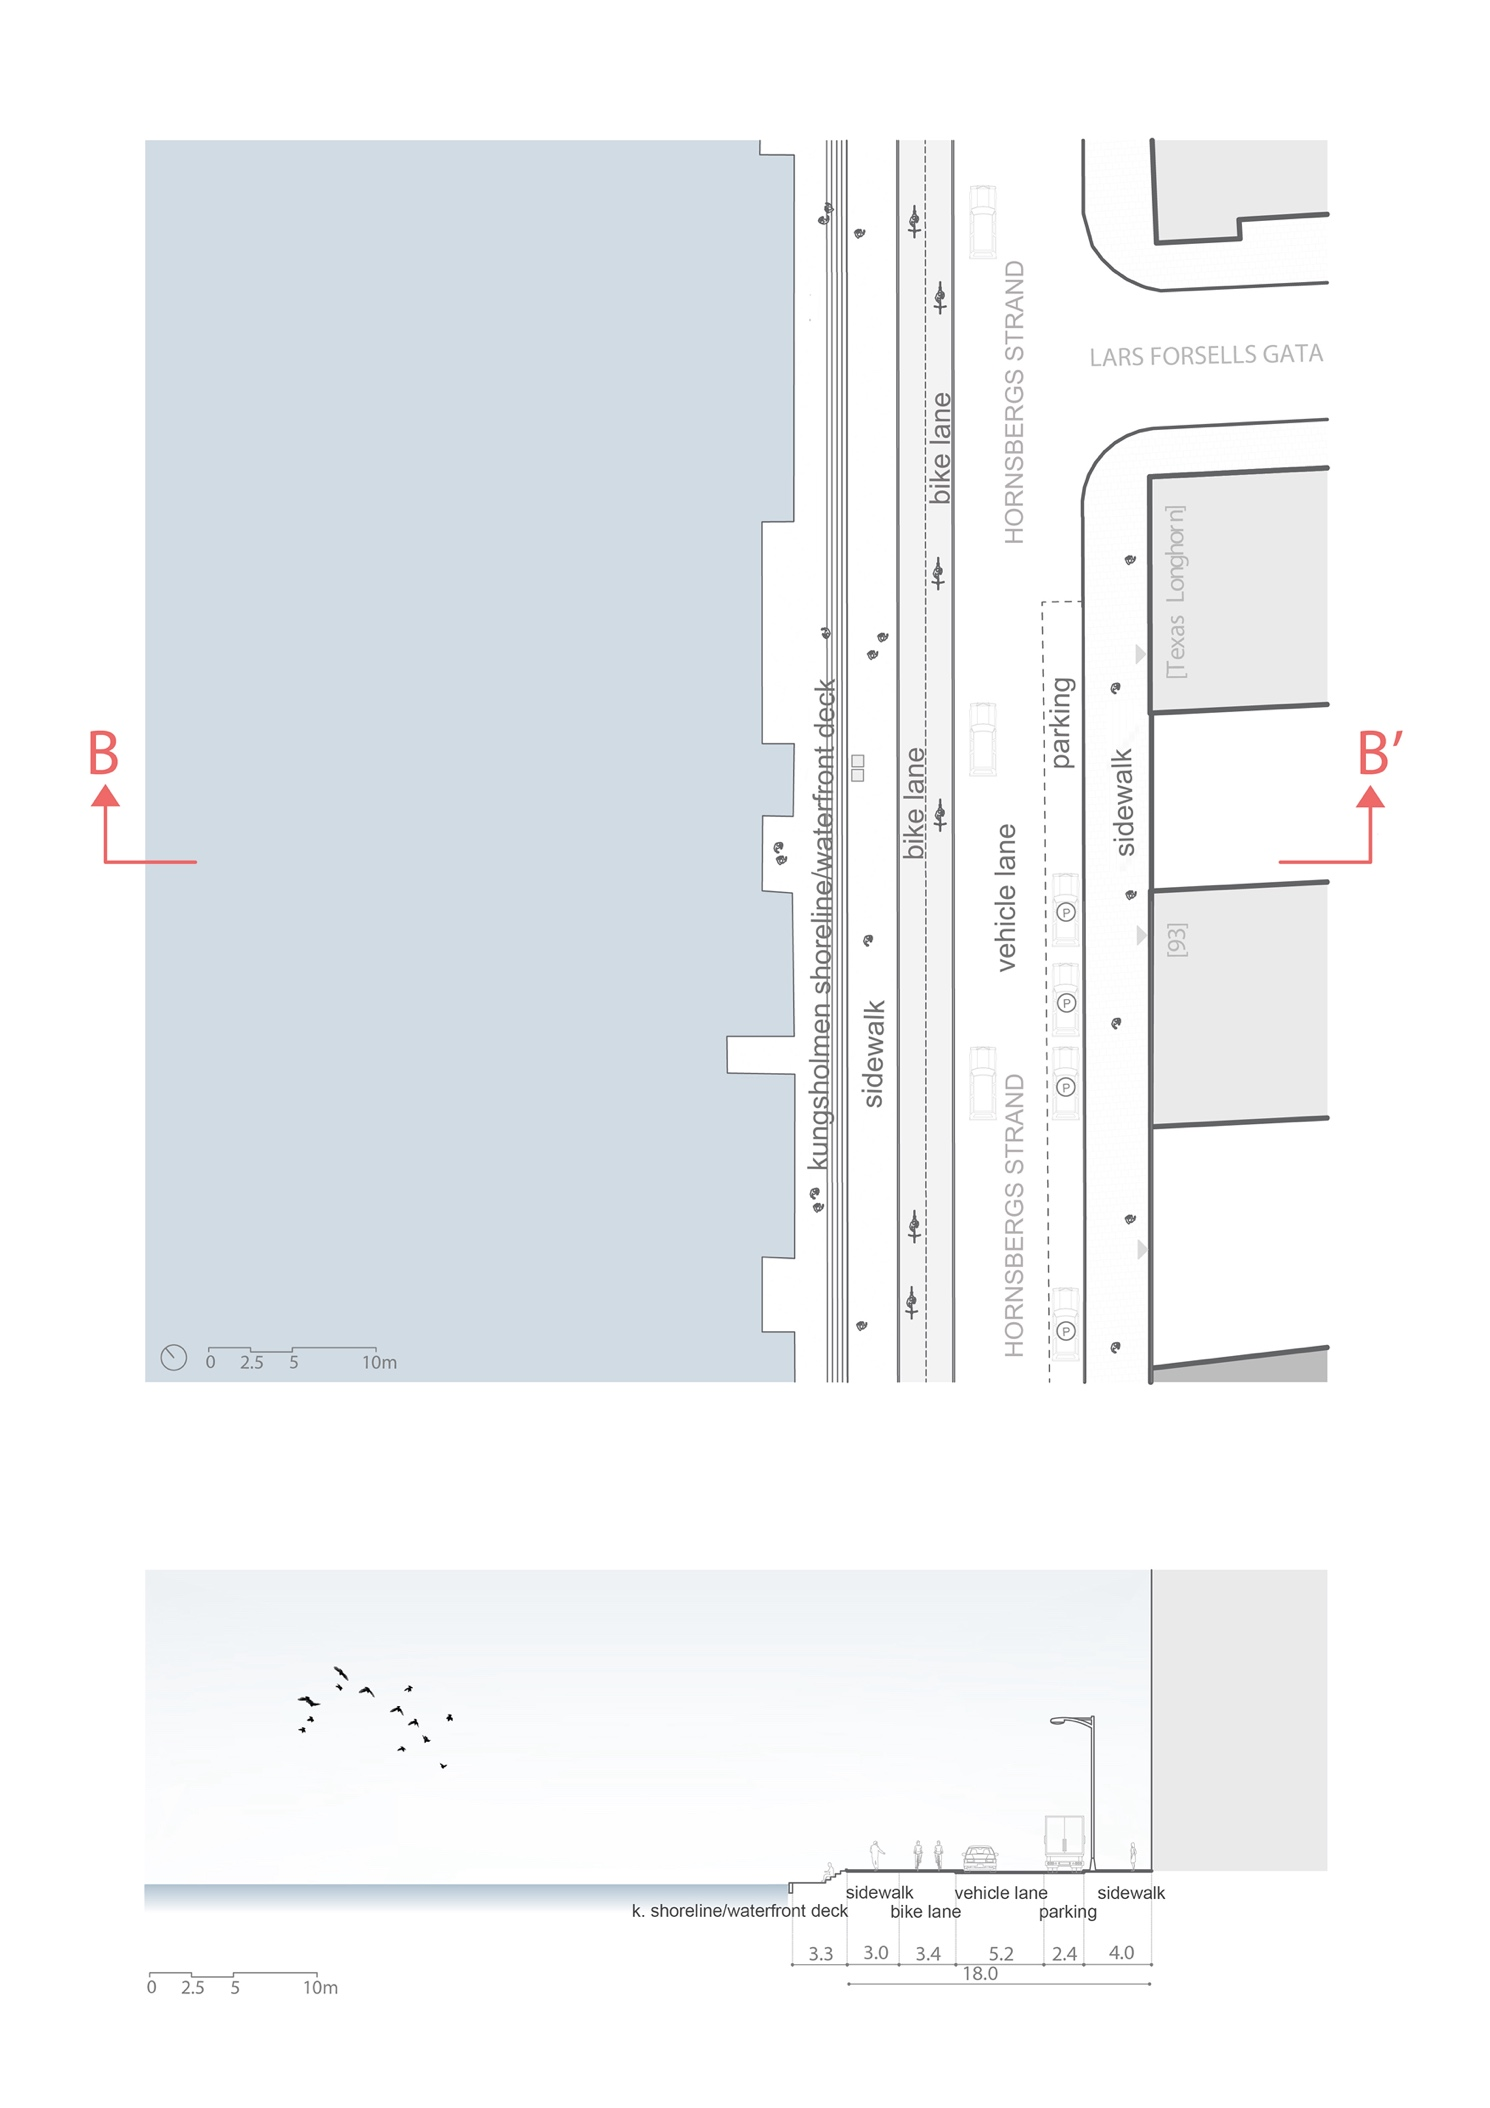 HORNSBERGS STRAND
LARS FORSELLS GATA
bike lane
[Texas Longhorn]
parking
kungsholmen shoreline/waterfront deck
B
B’
bike lane
sidewalk
vehicle lane
P
[93]
P
sidewalk
P
HORNSBERGS STRAND
P
0 2.5 5 10m
sidewalk vehicle lane sidewalk
k. shoreline/waterfront deck bike lane parking
3.3 3.0 3.4 5.2 2.4 4.0
18.0
0 2.5 5 10m